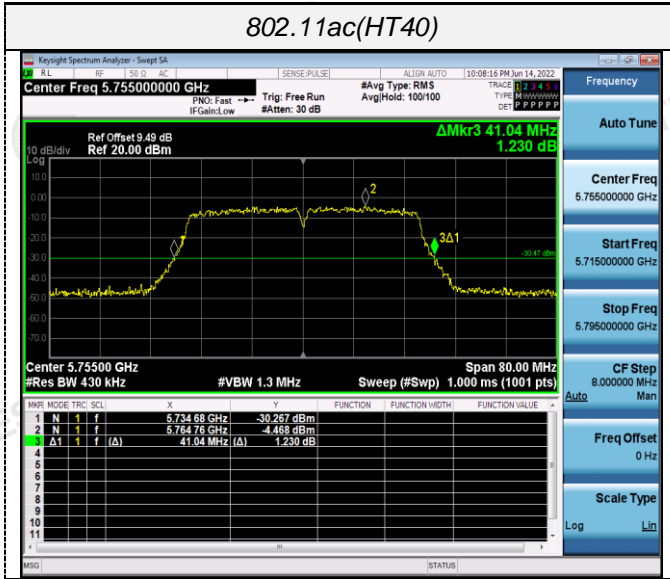 802.11ac(HT40)
Keysight Spectrum Analyzer - Swept SA
RL RF 50 Ω AC SENSE:PULSE ALIGN AUTO 10:08:16 PM Jun 14, 2022
Center Freq 5.755000000 GHz #Avg Type: RMS TRACE 1 2 3 4 5 6
PNO: Fast Trig: Free Run Avg|Hold: 100/100 TYPE M WWWWW
IFGain:Low #Atten: 30 dB DET P P P P P P
Frequency
Auto Tune
Center Freq
5.755000000 GHz
Start Freq
5.715000000 GHz
Stop Freq
5.795000000 GHz
CF Step
8.000000 MHz
Auto Man
Freq Offset
0 Hz
Scale Type
Log Lin
ΔMkr3 41.04 MHz
1.230 dB
Ref Offset 9.49 dB
10 dB/div Ref 20.00 dBm
Log
10.0
0.00
-10.0
-20.0
-30.0
-40.0
-50.0
-60.0
-70.0
2
3Δ1
-30.47 dBm
Center 5.75500 GHz Span 80.00 MHz
#Res BW 430 kHz #VBW 1.3 MHz Sweep (#Swp) 1.000 ms (1001 pts)
MKR MODE TRC SCL X Y FUNCTION FUNCTION WIDTH FUNCTION VALUE
1 N 1 f 5.734 68 GHz -30.267 dBm
2 N 1 f 5.764 76 GHz -4.468 dBm
3 Δ1 1 f (Δ) 41.04 MHz (Δ) 1.230 dB
4
5
6
7
8
9
10
11
MSG STATUS